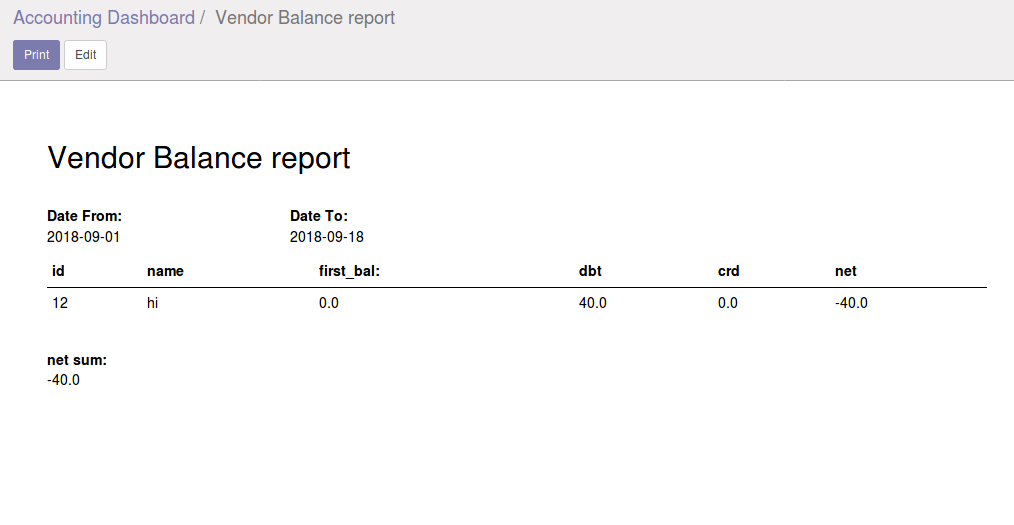 Accounting Dashboard / Vendor Balance report
Print Edit
Vendor Balance report
Date From: Date To:
2018-09-01 2018-09-18
id name first_bal: dbt crd net
12 hi 0.0 40.0 0.0 -40.0
net sum:
-40.0